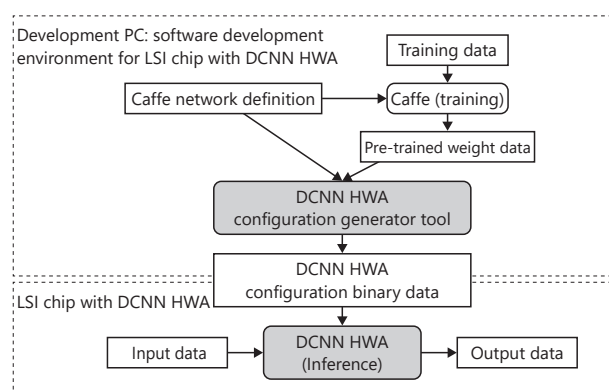 Development PC: software development
environment for LSI chip with DCNN HWA
Training data
Caffe network definition
Caffe (training)
Pre-trained weight data
DCNN HWA
configuration generator tool
DCNN HWA
configuration binary data
LSI chip with DCNN HWA
Input data
DCNN HWA
(Inference)
Output data